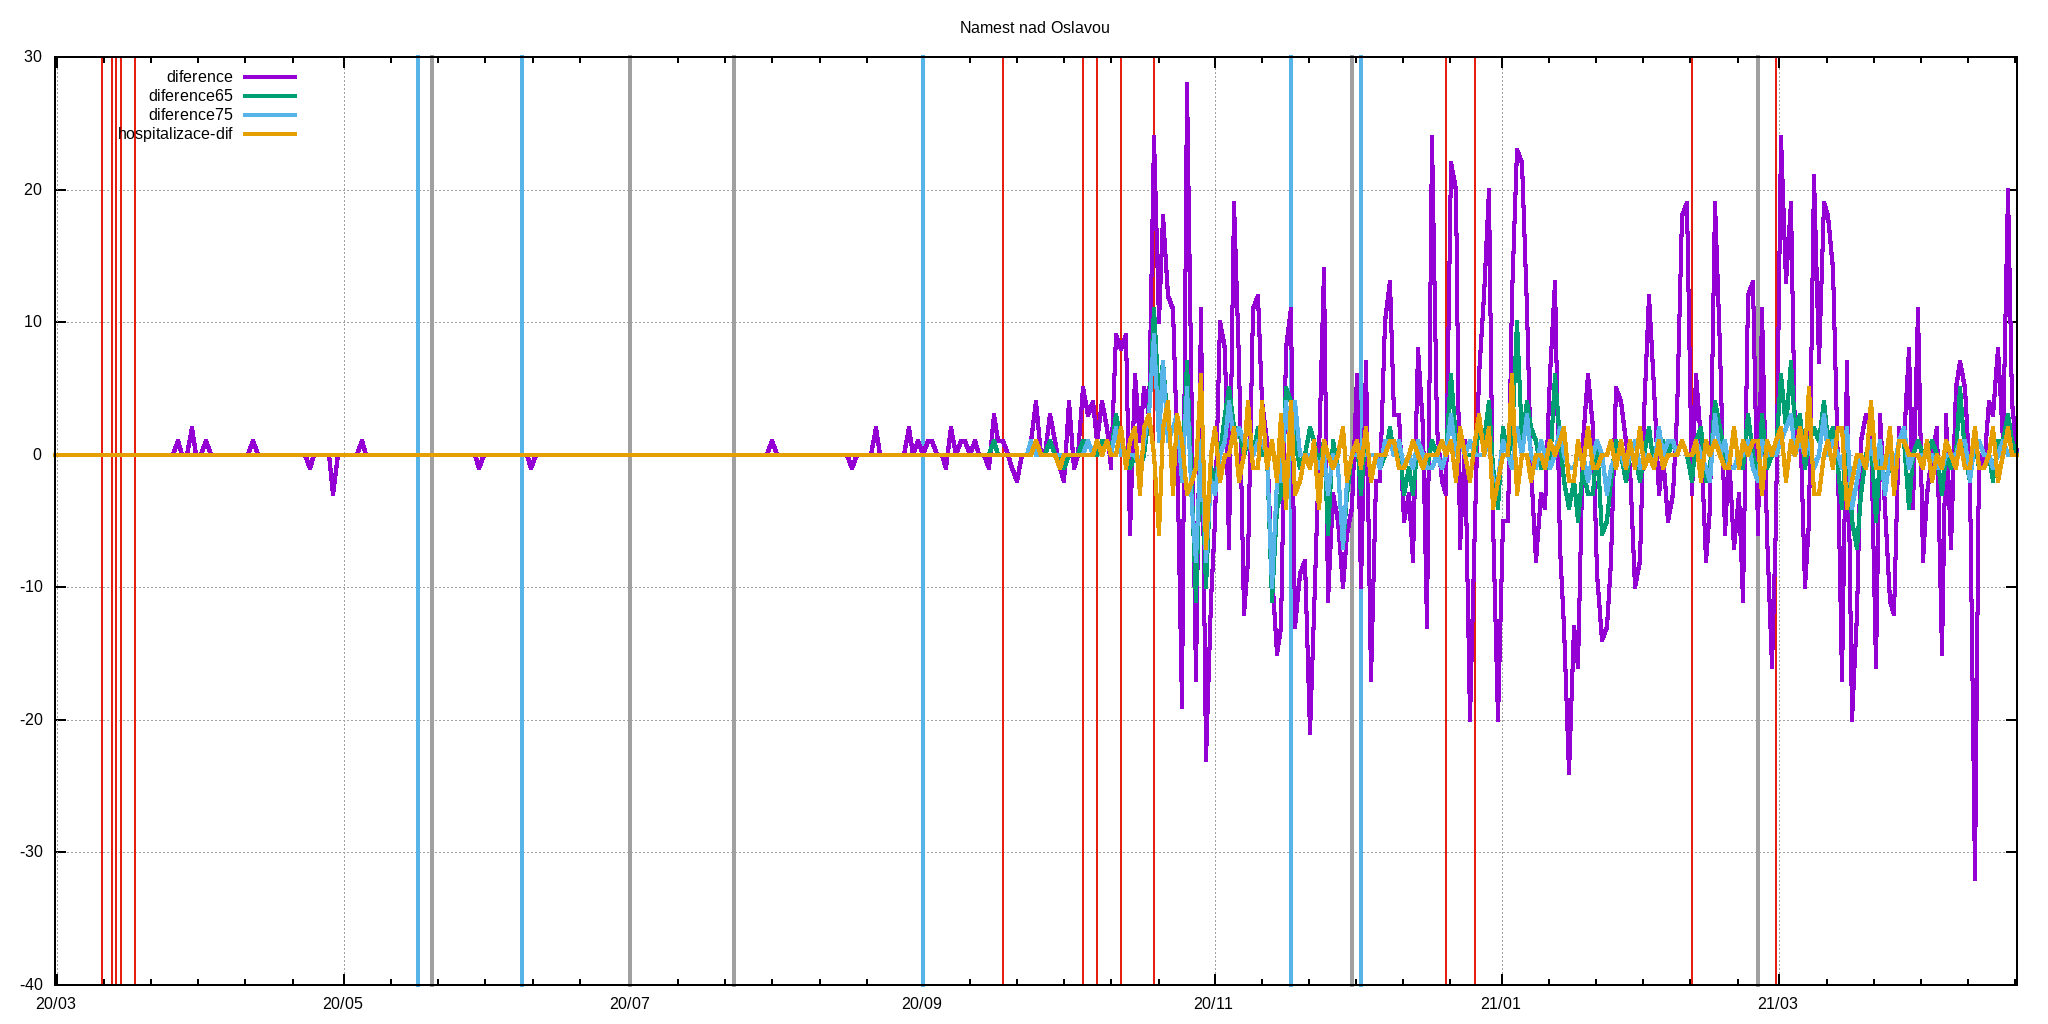 Namest nad Oslavou
30
20
10
0
-10
-20
-30
-40
diference
diference65
diference75
hospitalizace-dif
20/03 20/05 20/07 20/09 20/11 21/01 21/03